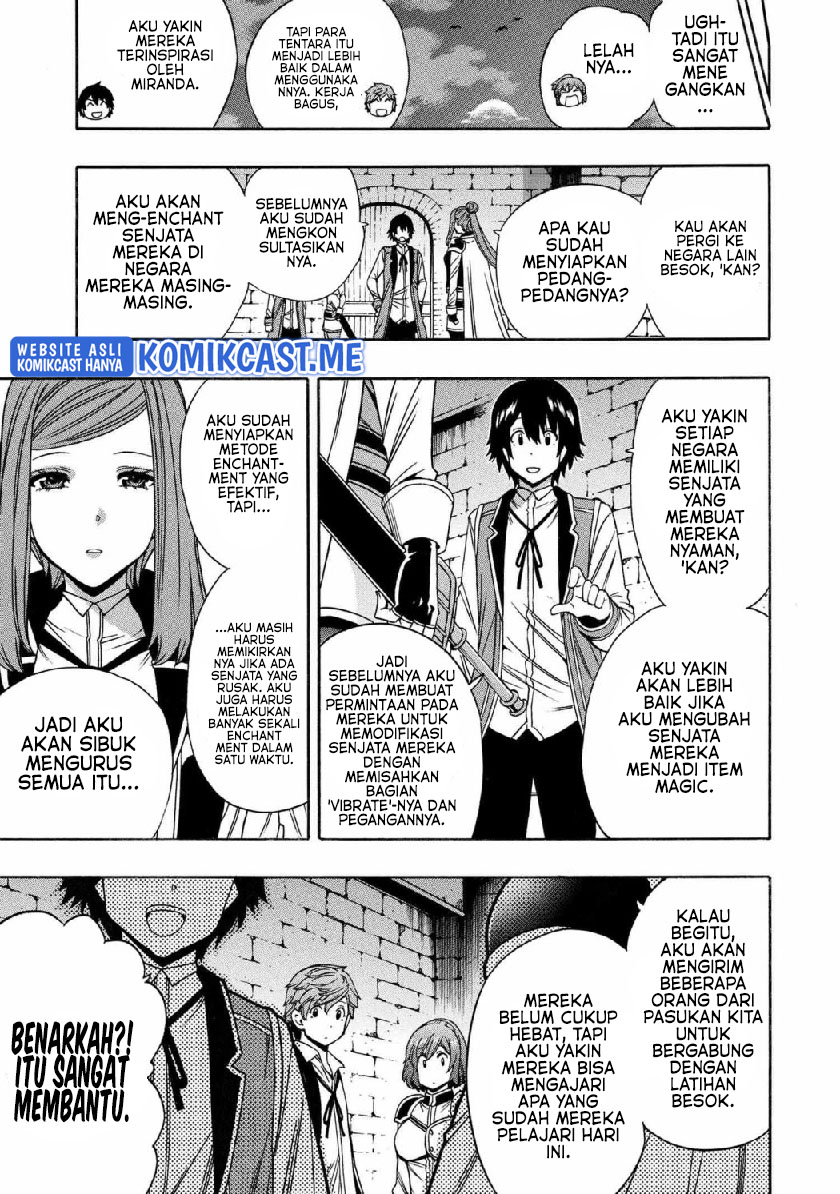 UGH-
TADI ITU
SANGAT
MENE
GANGKAN
...
LELAH
NYA...
TAPI PARA
TENTARA ITU
MENJADI LEBIH
BAIK DALAM
MENGGUNAKA
NNYA. KERJA
BAGUS,
AKU YAKIN
MEREKA
TERINSPIRASI
OLEH
MIRANDA.
KAU AKAN
PERGI KE
NEGARA LAIN
BESOK, 'KAN?
APA KAU
SUDAH
MENYIAPKAN
PEDANG-
PEDANGNYA?
SEBELUMNYA
AKU SUDAH
MENGKON
SULTASIKAN
NYA.
AKU AKAN
MENG-ENCHANT
SENJATA
MEREKA DI
NEGARA
MEREKA MASING-
MASING.
WEBSITE ASLI
KOMIKCAST HANYA
KOMIKCAST.ME
AKU YAKIN
SETIAP
NEGARA
MEMILIKI
SENJATA
YANG
MEMBUAT
MEREKA
NYAMAN,
'KAN?
AKU YAKIN
AKAN LEBIH
BAIK JIKA
AKU MENGUBAH
SENJATA
MEREKA
MENJADI ITEM
MAGIC.
JADI
SEBELUMNYA AKU
SUDAH MEMBUAT
PERMINTAAN PADA
MEREKA UNTUK
MEMODIFIKASI
SENJATA MEREKA
DENGAN
MEMISAHKAN
BAGIAN
'VIBRATE'-NYA DAN
PEGANGANNYA.
AKU SUDAH
MENYIAPKAN
METODE
ENCHANT-
MENT YANG
EFEKTIF,
TAPI...
...AKU MASIH
HARUS
MEMIKIRKAN
NYA JIKA ADA
SENJATA YANG
RUSAK. AKU
JUGA HARUS
MELAKUKAN
BANYAK SEKALI
ENCHANT
MENT DALAM
SATU WAKTU.
JADI AKU
AKAN SIBUK
MENGURUS
SEMUA ITU...
KALAU
BEGITU,
AKU AKAN
MENGIRIM
BEBERAPA
ORANG DARI
PASUKAN KITA
UNTUK
BERGABUNG
DENGAN
LATIHAN
BESOK.
MEREKA
BELUM CUKUP
HEBAT, TAPI
AKU YAKIN
MEREKA BISA
MENGAJARI
APA YANG
SUDAH MEREKA
PELAJARI HARI
INI.
BENARKAH?!
ITU SANGAT
MEMBANTU.